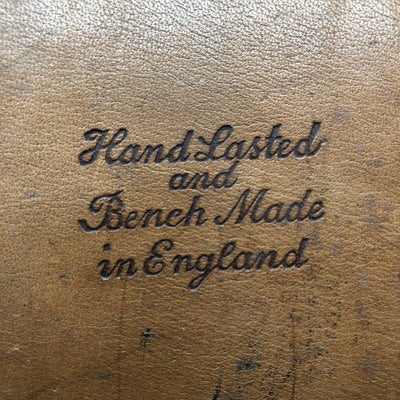 Hand Lasted
and
Bench Made
in England